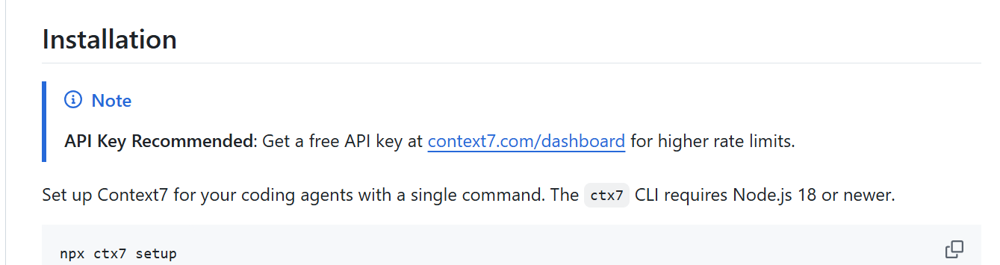 Installation
Note
API Key Recommended: Get a free API key at context7.com/dashboard for higher rate limits.
Set up Context7 for your coding agents with a single command. The ctx7 CLI requires Node.js 18 or newer.
npx ctx7 setup